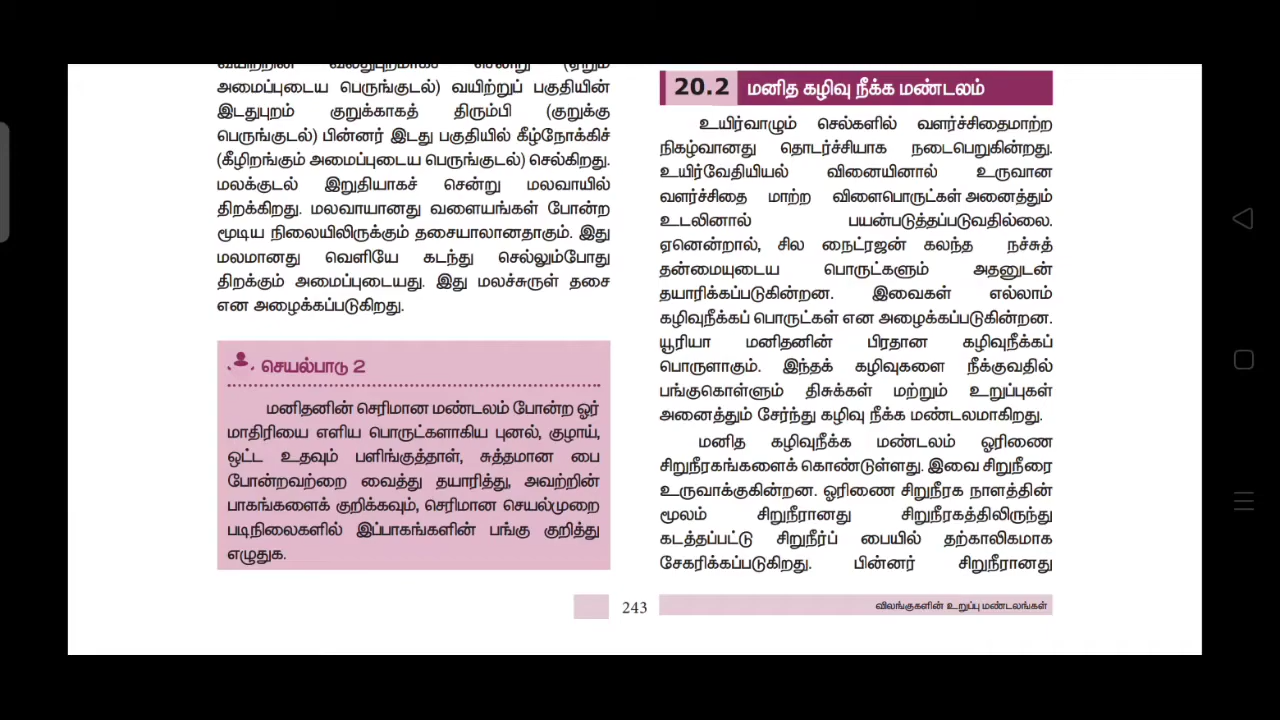 அமைப்புடைய பெருங்குடல்) வயிற்றுப் பகுதியின்
இடதுபுறம் குறுக்காகத் திரும்பி (குறுக்கு
பெருங்குடல்) பின்னர் இடது பகுதியில் கீழ்நோக்கிச்
(கீழிறங்கும் அமைப்புடைய பெருங்குடல்) செல்கிறது.
மலக்குடல் இறுதியாகச் சென்று மலவாயில்
திறக்கிறது. மலவாயானது வளையங்கள் போன்ற
மூடிய நிலையிலிருக்கும் தசையாலானதாகும். இது
மலமானது வெளியே கடந்து செல்லும்போது
திறக்கும் அமைப்புடையது. இது மலச்சுருள் தசை
என அழைக்கப்படுகிறது.
செயல்பாடு 2
மனிதனின் செரிமான மண்டலம் போன்ற ஓர்
மாதிரியை எளிய பொருட்களாகிய புனல், குழாய்,
ஒட்ட உதவும் பளிங்குத்தாள், சுத்தமான பை
போன்றவற்றை வைத்து தயாரித்து, அவற்றின்
பாகங்களைக் குறிக்கவும், செரிமான செயல்முறை
படிநிலைகளில் இப்பாகங்களின் பங்கு குறித்து
எழுதுக.
20.2 மனித கழிவு நீக்க மண்டலம்
உயிர்வாழும் செல்களில் வளர்ச்சிதைமாற்ற
நிகழ்வானது தொடர்ச்சியாக நடைபெறுகின்றது.
உயிர்வேதியியல் வினையினால் உருவான
வளர்ச்சிதை மாற்ற விளைபொருட்கள் அனைத்தும்
உடலினால் பயன்படுத்தப்படுவதில்லை.
ஏனென்றால், சில நைட்ரஜன் கலந்த நச்சுத்
தன்மையுடைய பொருட்களும் அதனுடன்
தயாரிக்கப்படுகின்றன. இவைகள் எல்லாம்
கழிவுநீக்கப் பொருட்கள் என அழைக்கப்படுகின்றன.
யூரியா மனிதனின் பிரதான கழிவுநீக்கப்
பொருளாகும். இந்தக் கழிவுகளை நீக்குவதில்
பங்குகொள்ளும் திசுக்கள் மற்றும் உறுப்புகள்
அனைத்தும் சேர்ந்து கழிவு நீக்க மண்டலமாகிறது.
மனித கழிவுநீக்க மண்டலம் ஓரிணை
சிறுநீரகங்களைக் கொண்டுள்ளது. இவை சிறுநீரை
உருவாக்குகின்றன. ஓரிணை சிறுநீரக நாளத்தின்
மூலம் சிறுநீரானது சிறுநீரகத்திலிருந்து
கடத்தப்பட்டு சிறுநீர்ப் பையில் தற்காலிகமாக
சேகரிக்கப்படுகிறது. பின்னர் சிறுநீரானது
243
விலங்குகளின் உறுப்பு மண்டலங்கள்